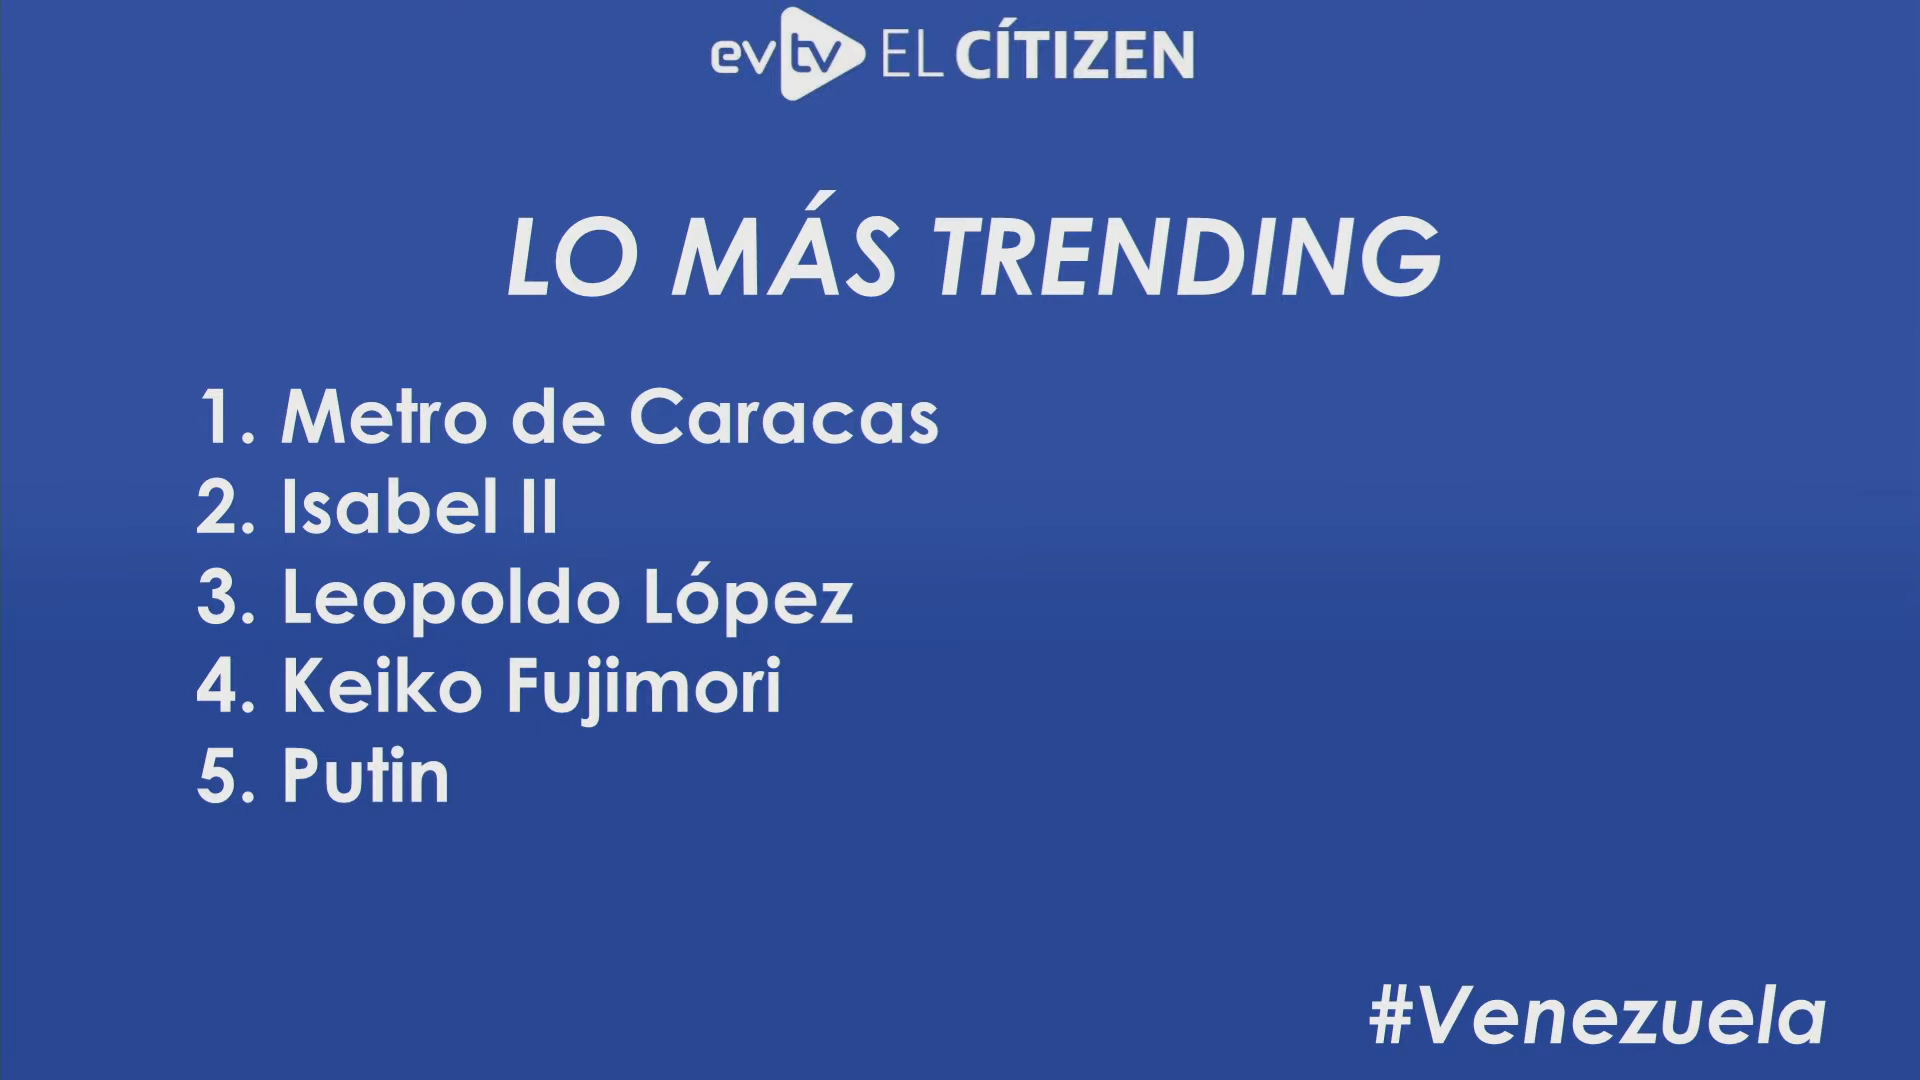 evtv EL CÍTIZEN
LO MÁS TRENDING
1. Metro de Caracas
2. Isabel II
3. Leopoldo López
4. Keiko Fujimori
5. Putin
#Venezuela